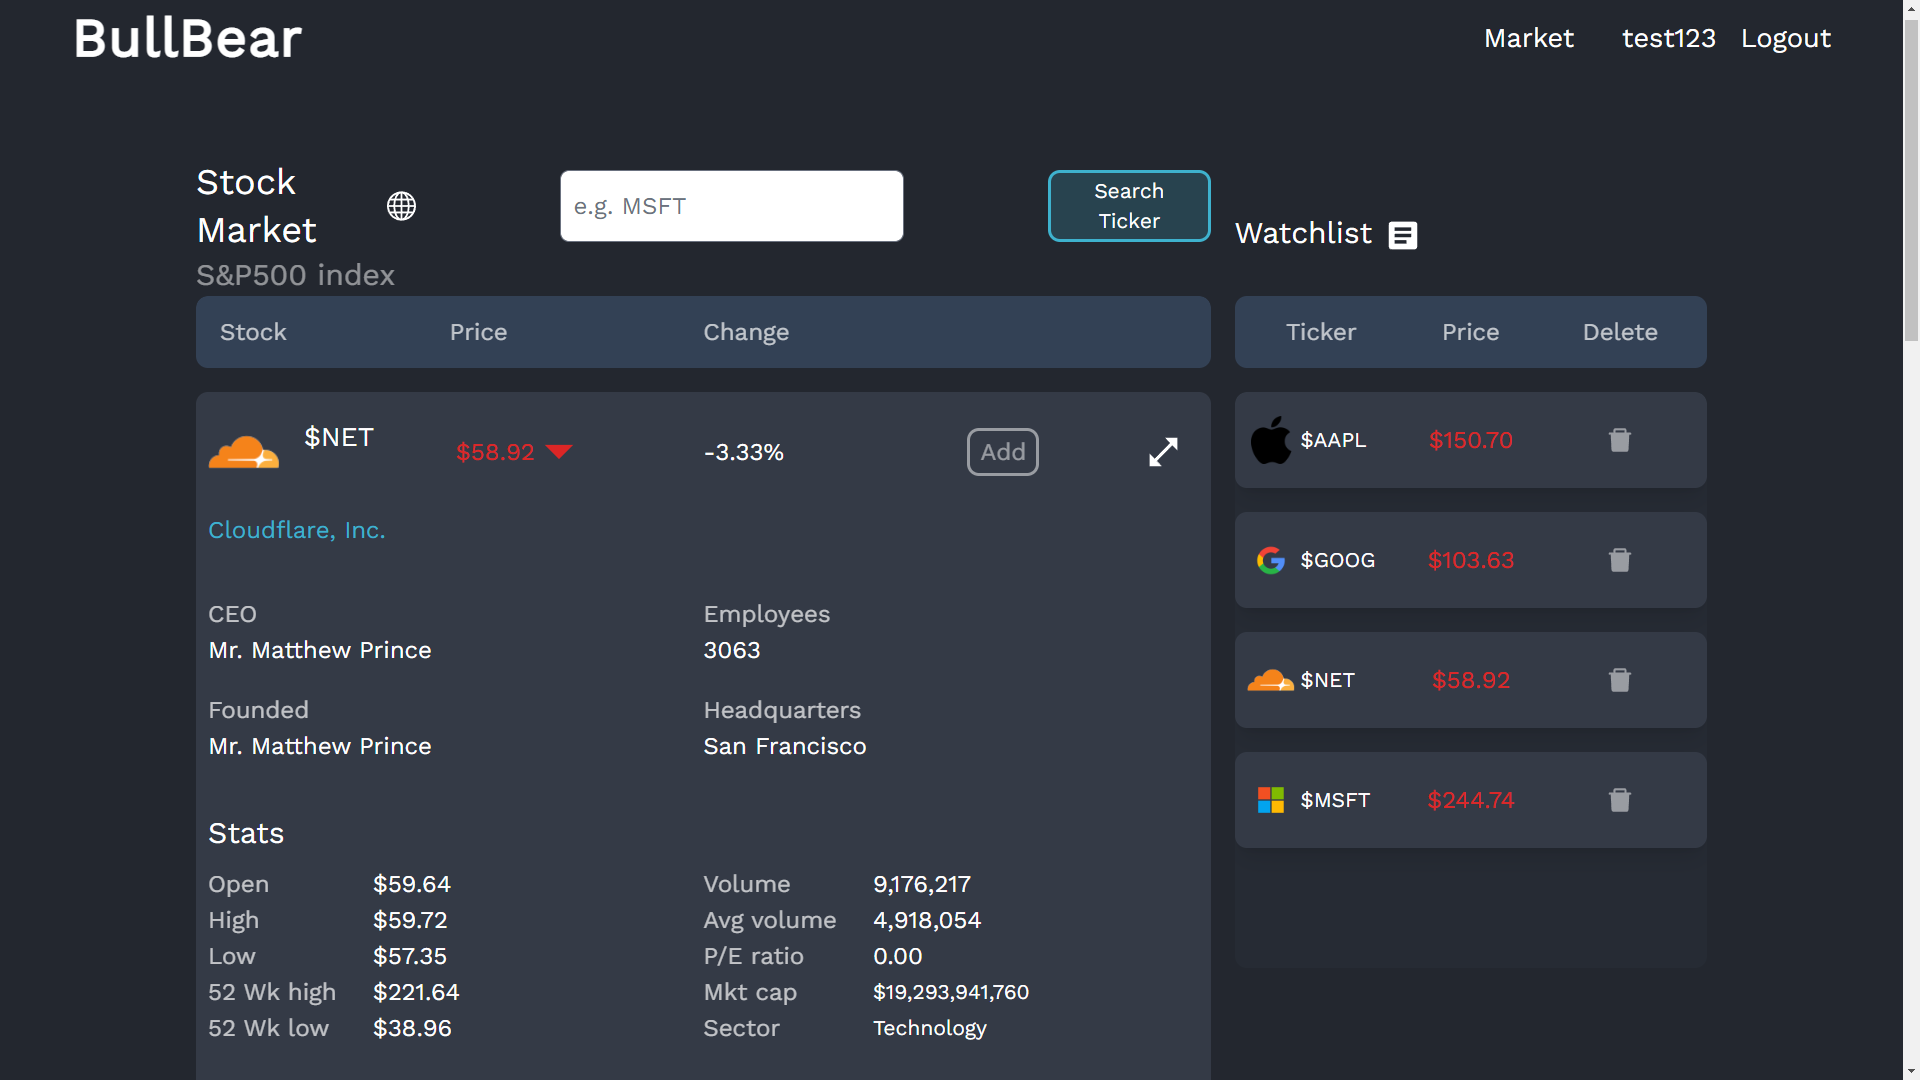 BullBear
Market test123 Logout
Stock
Market
S&P500 index
e.g. MSFT
Search
Ticker
Watchlist
Stock Price Change
Ticker Price Delete
$NET $58.92 -3.33% Add
Cloudflare, Inc.
CEO Employees
Mr. Matthew Prince 3063
Founded Headquarters
Mr. Matthew Prince San Francisco
Stats
Open $59.64 Volume 9,176,217
High $59.72 Avg volume 4,918,054
Low $57.35 P/E ratio 0.00
52 Wk high $221.64 Mkt cap $19,293,941,760
52 Wk low $38.96 Sector Technology
$AAPL $150.70
$GOOG $103.63
$NET $58.92
$MSFT $244.74